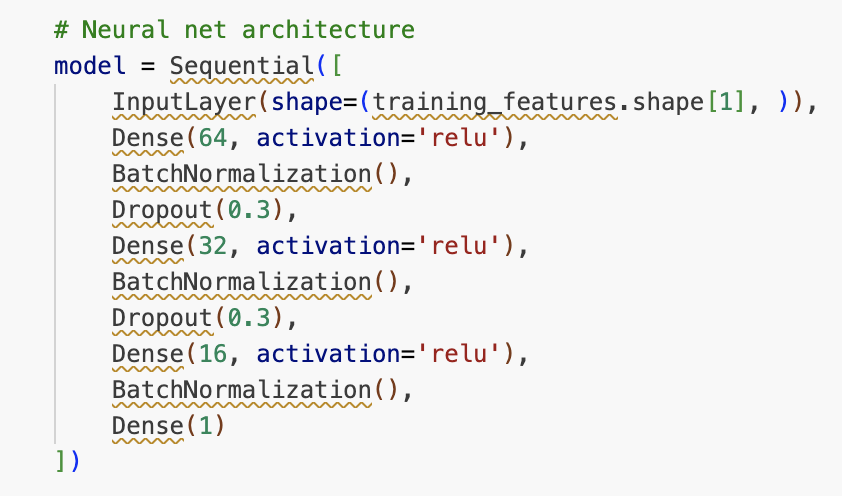 # Neural net architecture
model = Sequential([
    InputLayer(shape=(training_features.shape[1], )),
    Dense(64, activation='relu'),
    BatchNormalization(),
    Dropout(0.3),
    Dense(32, activation='relu'),
    BatchNormalization(),
    Dropout(0.3),
    Dense(16, activation='relu'),
    BatchNormalization(),
    Dense(1)
])